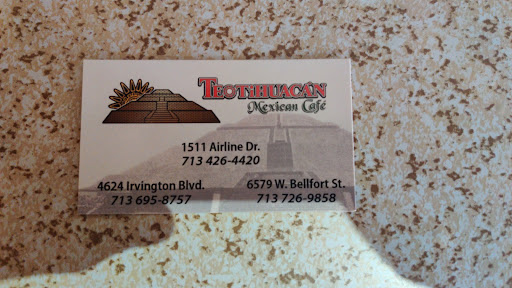 TEOTIHUACÁN
Mexican Café
1511 Airline Dr.
713 426-4420
4624 Irvington Blvd.
713 695-8757
6579 W. Bellfort St.
713 726-9858